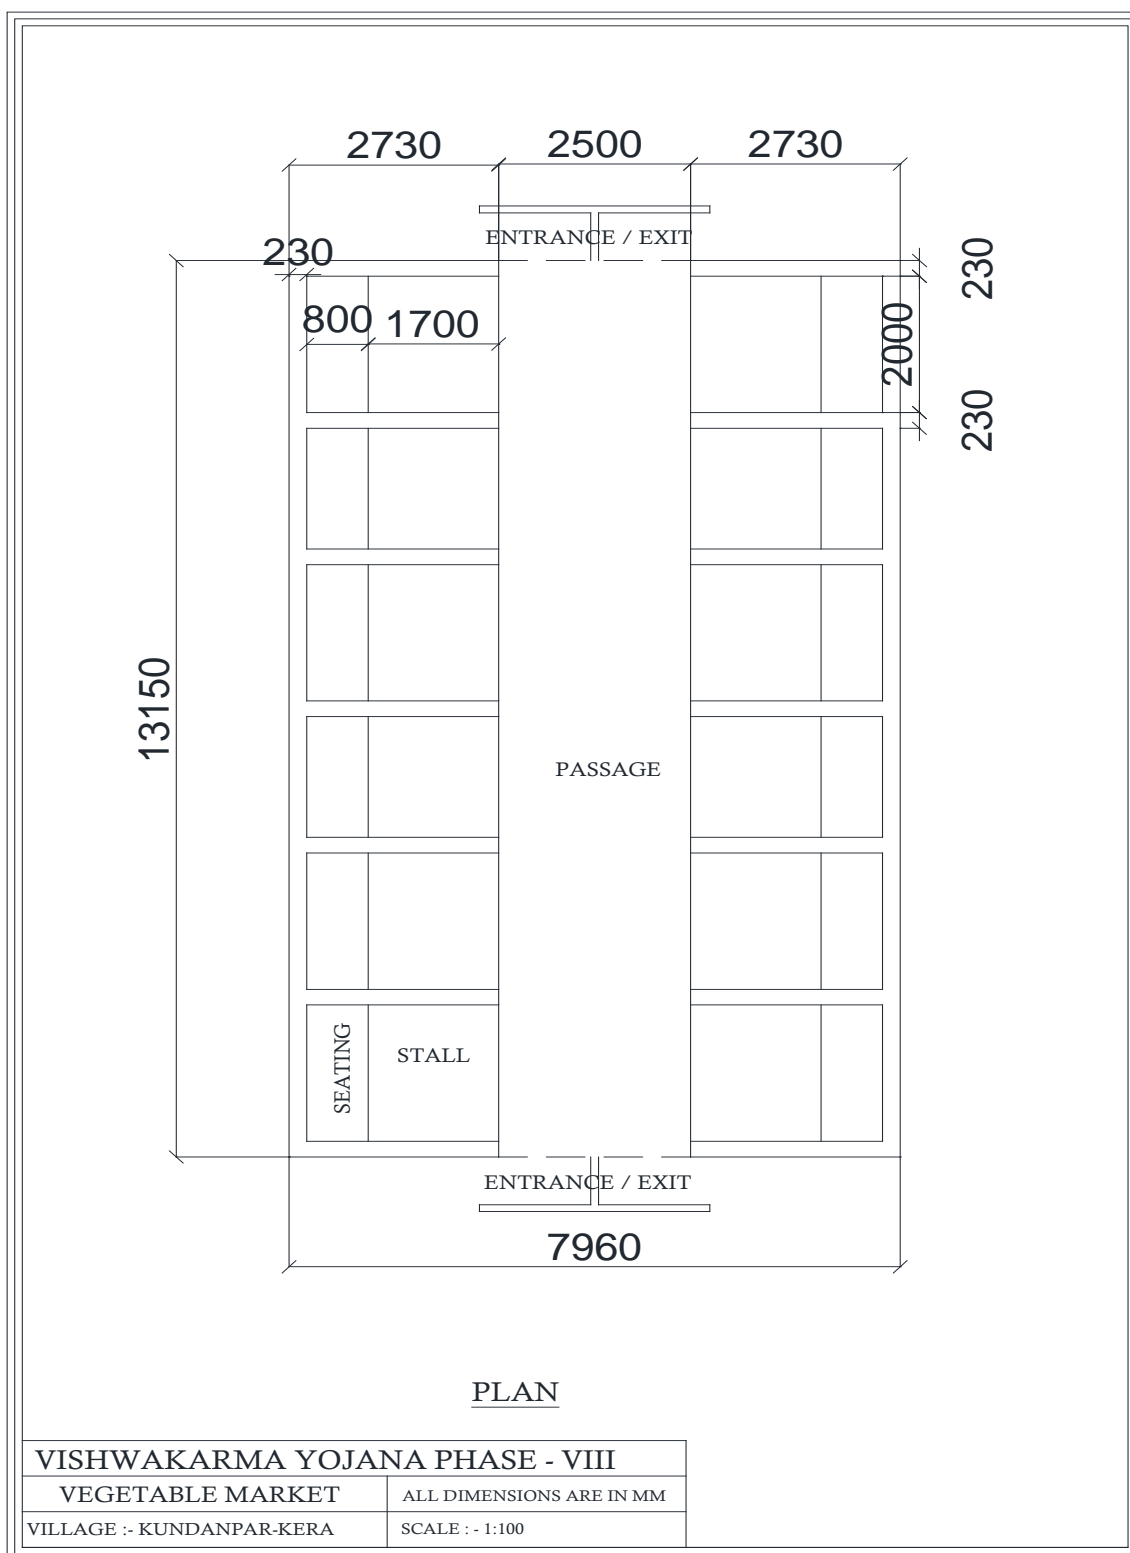 2730 2500 2730
ENTRANCE / EXIT
230
230
800 1700
2000
230
13150
PASSAGE
SEATING
STALL
ENTRANCE / EXIT
7960
PLAN
VISHWAKARMA YOJANA PHASE - VIII
VEGETABLE MARKET
ALL DIMENSIONS ARE IN MM
VILLAGE :- KUNDANPAR-KERA
SCALE : - 1:100